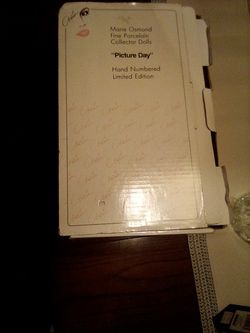 Marie Osmond
Fine Porcelain
Collector Dolls
"Picture Day"
Hand Numbered
Limited Edition